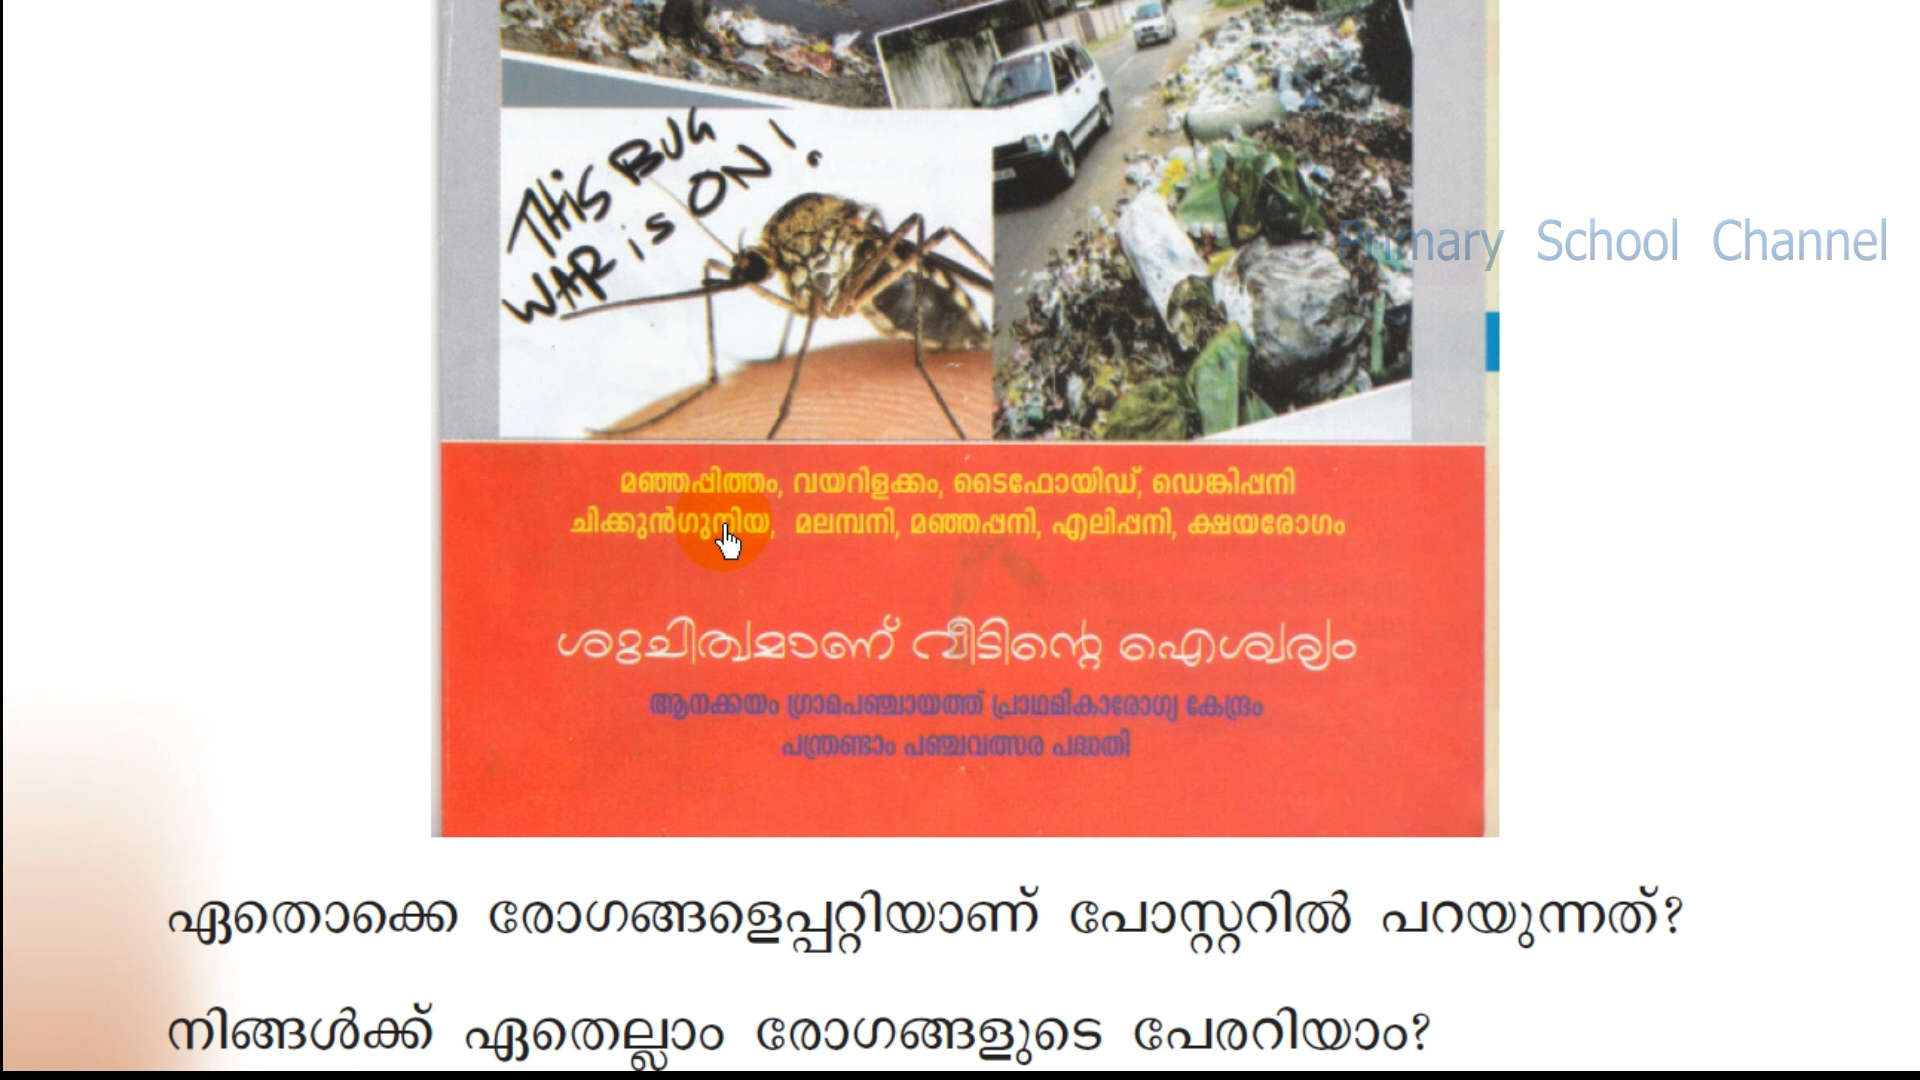 THiS BUG
WAR is ON!
Primary School Channel
മഞ്ഞപ്പിത്തം, വയറിളക്കം, ടൈഫോയിഡ്, ഡെങ്കിപ്പനി
ചിക്കുൻഗുനിയ, മലമ്പനി, മഞ്ഞപ്പനി, എലിപ്പനി, ക്ഷയരോഗം
ശുചിത്വമാണ് വീടിന്റെ ഐശ്വര്യം
ആനക്കയം ഗ്രാമപഞ്ചായത്ത് പ്രാഥമികാരോഗ്യ കേന്ദ്രം
പന്ത്രണ്ടാം പഞ്ചവത്സര പദ്ധതി
ഏതൊക്കെ രോഗങ്ങളെപ്പറ്റിയാണ് പോസ്റ്ററിൽ പറയുന്നത്?
നിങ്ങൾക്ക് ഏതെല്ലാം രോഗങ്ങളുടെ പേരറിയാം?